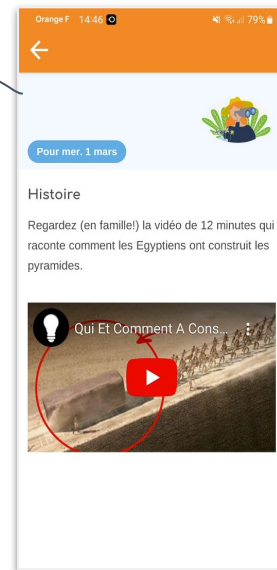 Orange F 14:46 79%
Pour mer. 1 mars
Histoire
Regardez (en famille!) la vidéo de 12 minutes qui
raconte comment les Egyptiens ont construit les
pyramides.
Qui Et Comment A Cons...